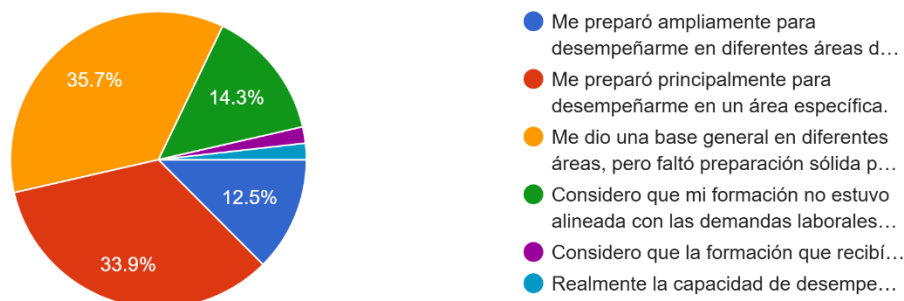 35.7%
14.3%
12.5%
33.9%
Me preparó ampliamente para
desempeñarme en diferentes áreas d…
Me preparó principalmente para
desempeñarme en un área específica.
Me dio una base general en diferentes
áreas, pero faltó preparación sólida p…
Considero que mi formación no estuvo
alineada con las demandas laborales…
Considero que la formación que recibí…
Realmente la capacidad de desempe…